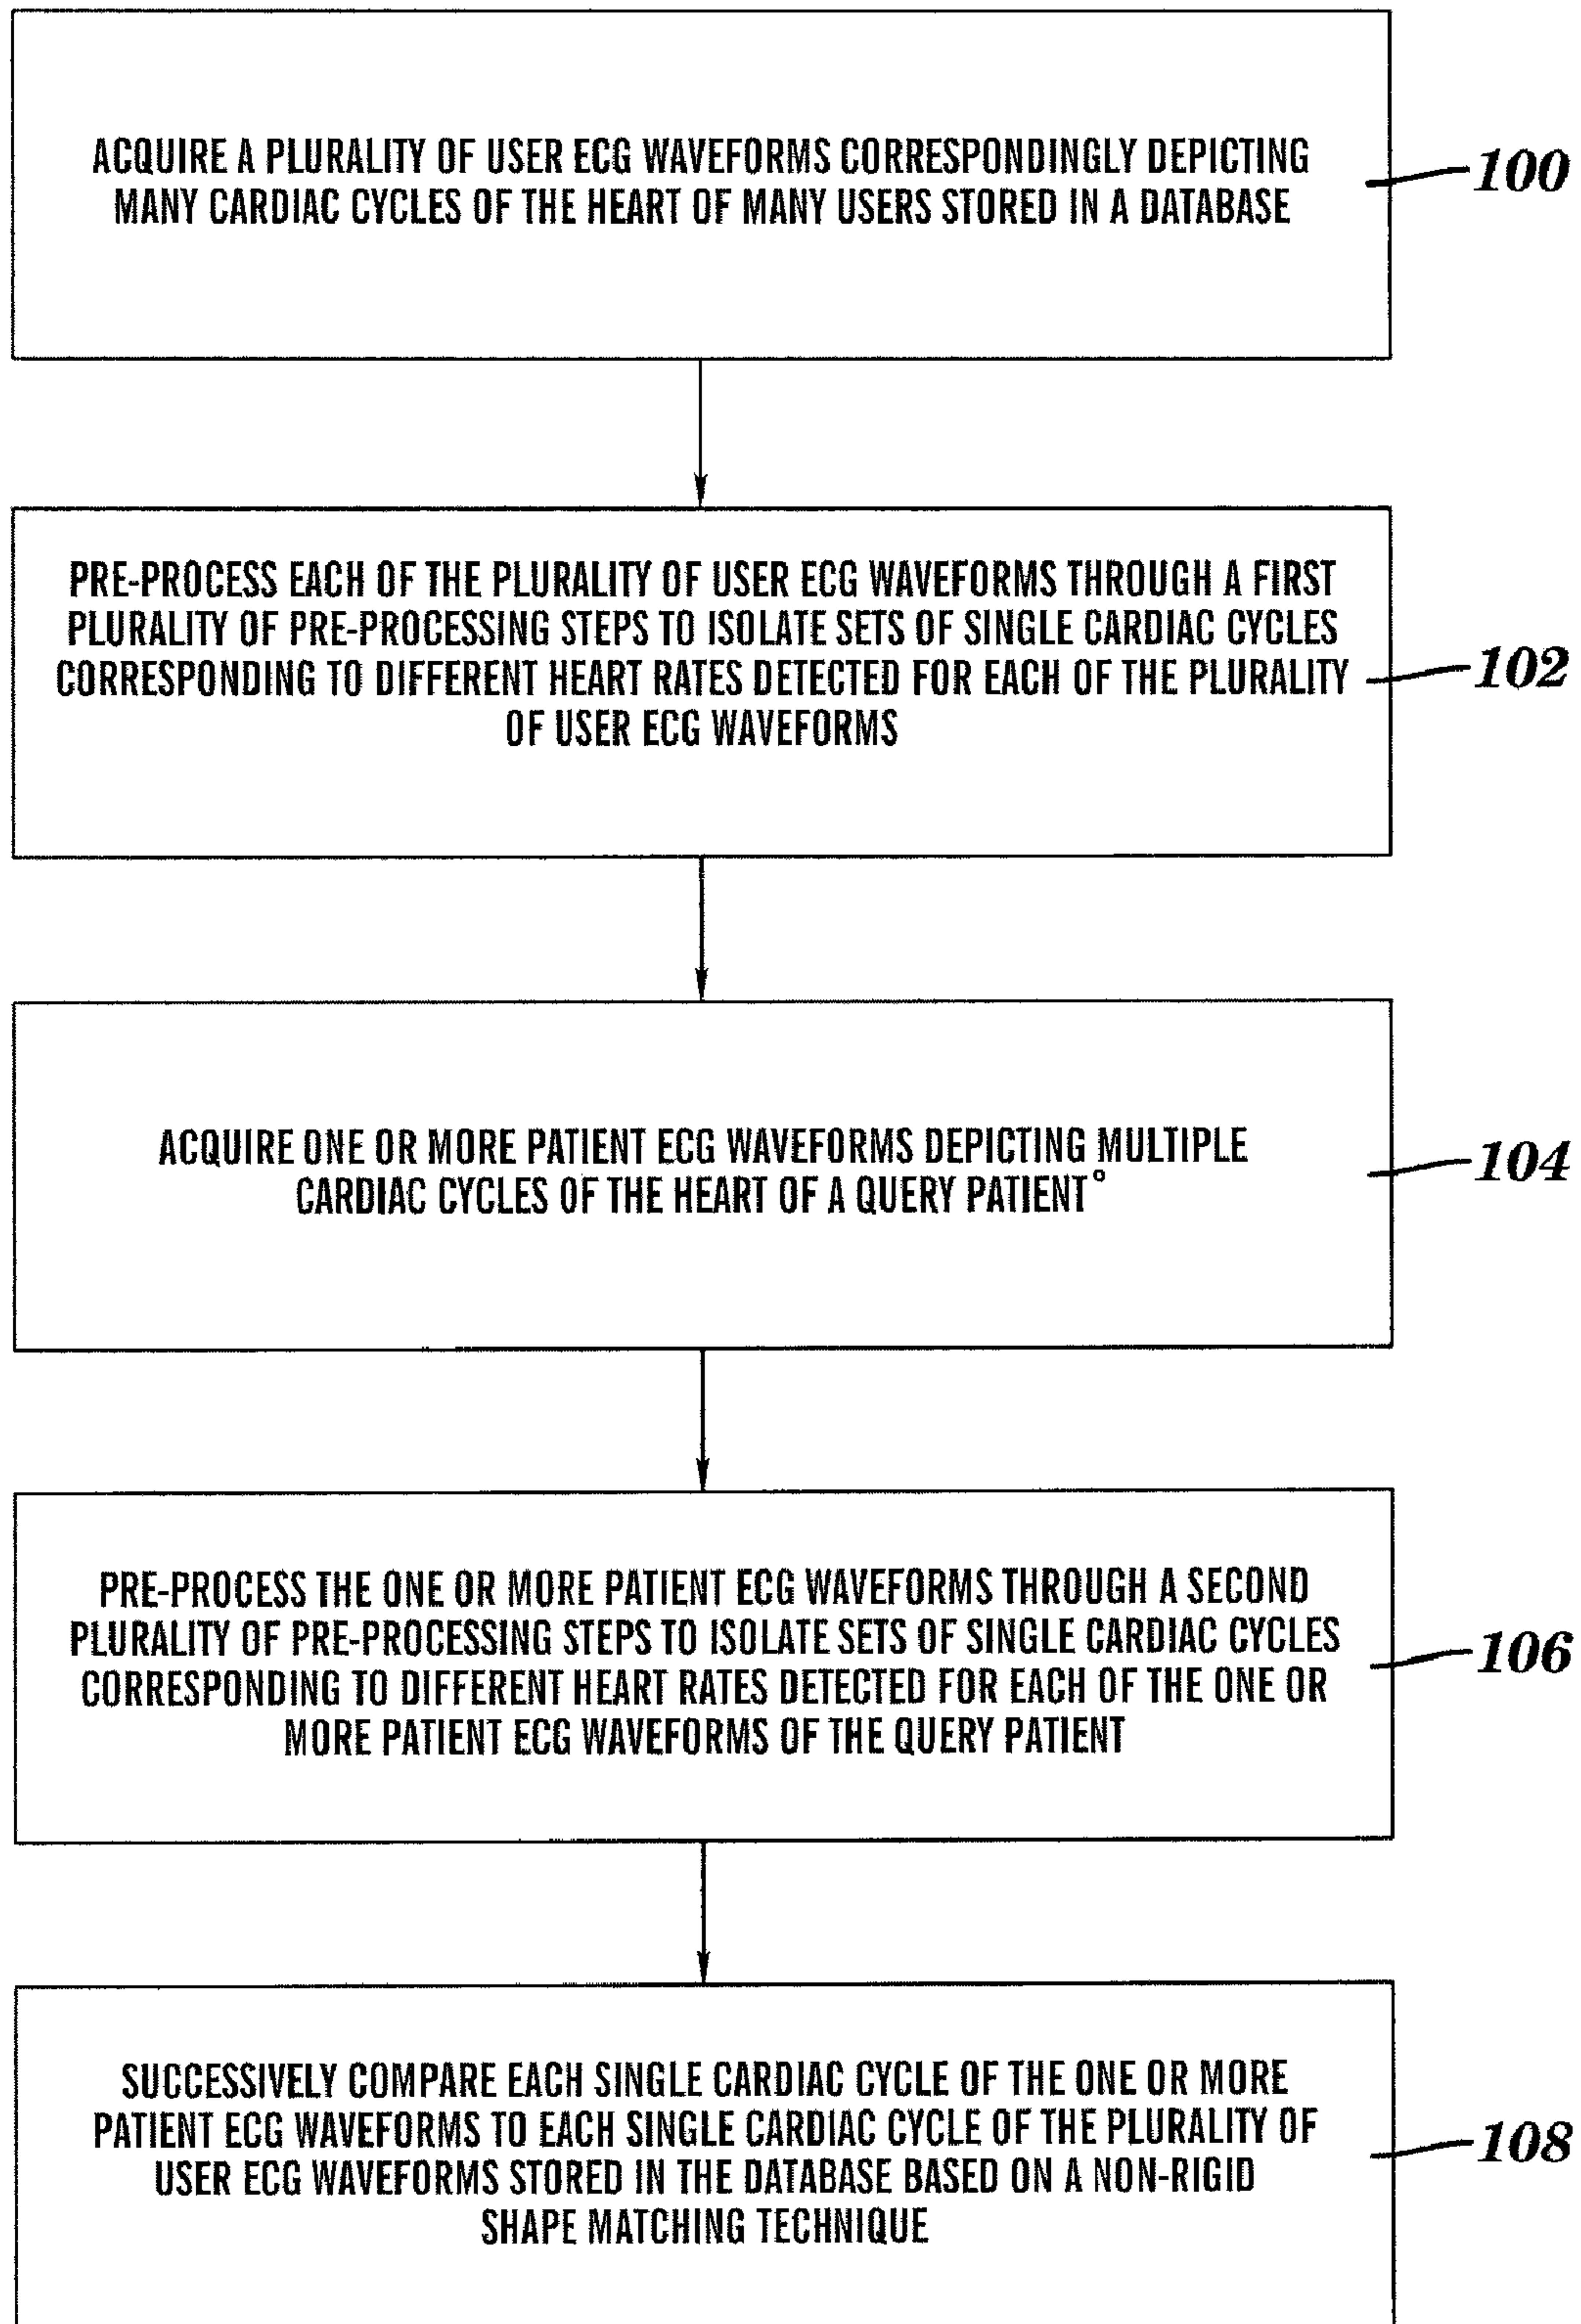 ACQUIRE A PLURALITY OF USER ECG WAVEFORMS CORRESPONDINGLY DEPICTING
MANY CARDIAC CYCLES OF THE HEART OF MANY USERS STORED IN A DATABASE
100
PRE-PROCESS EACH OF THE PLURALITY OF USER ECG WAVEFORMS THROUGH A FIRST
PLURALITY OF PRE-PROCESSING STEPS TO ISOLATE SETS OF SINGLE CARDIAC CYCLES
CORRESPONDING TO DIFFERENT HEART RATES DETECTED FOR EACH OF THE PLURALITY
OF USER ECG WAVEFORMS
102
ACQUIRE ONE OR MORE PATIENT ECG WAVEFORMS DEPICTING MULTIPLE
CARDIAC CYCLES OF THE HEART OF A QUERY PATIENT°
104
PRE-PROCESS THE ONE OR MORE PATIENT ECG WAVEFORMS THROUGH A SECOND
PLURALITY OF PRE-PROCESSING STEPS TO ISOLATE SETS OF SINGLE CARDIAC CYCLES
CORRESPONDING TO DIFFERENT HEART RATES DETECTED FOR EACH OF THE ONE OR
MORE PATIENT ECG WAVEFORMS OF THE QUERY PATIENT
106
SUCCESSIVELY COMPARE EACH SINGLE CARDIAC CYCLE OF THE ONE OR MORE
PATIENT ECG WAVEFORMS TO EACH SINGLE CARDIAC CYCLE OF THE PLURALITY OF
USER ECG WAVEFORMS STORED IN THE DATABASE BASED ON A NON-RIGID
SHAPE MATCHING TECHNIQUE
108